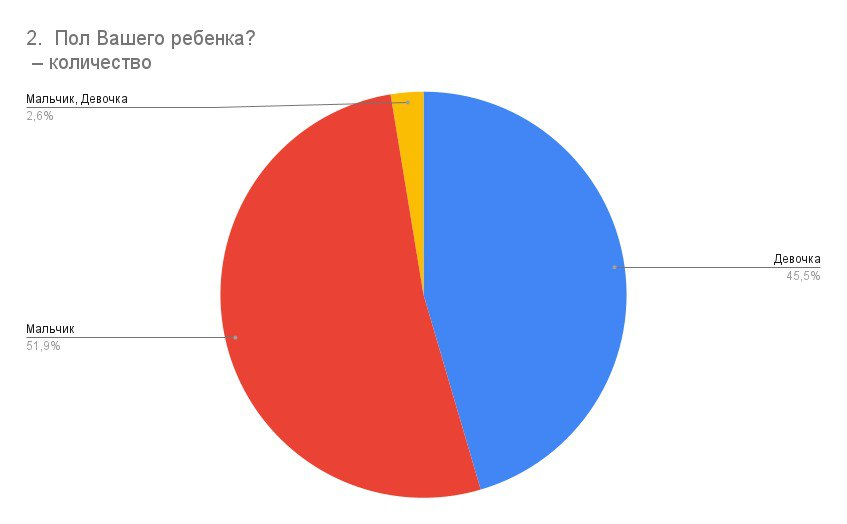 2. Пол Вашего ребенка?
– количество
Мальчик, Девочка
2,6%
Девочка
45,5%
Мальчик
51,9%